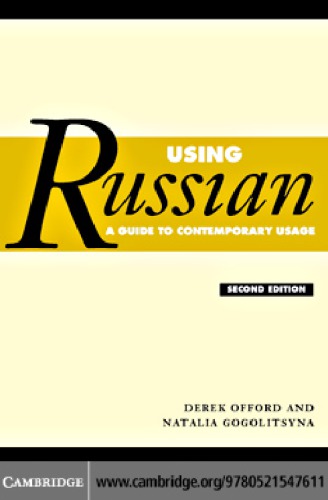 USING
Russian
A GUIDE TO CONTEMPORARY USAGE
SECOND EDITION
DEREK OFFORD AND
NATALIA GOGOLITSYNA
CAMBRIDGE
www.cambridge.org/9780521547611